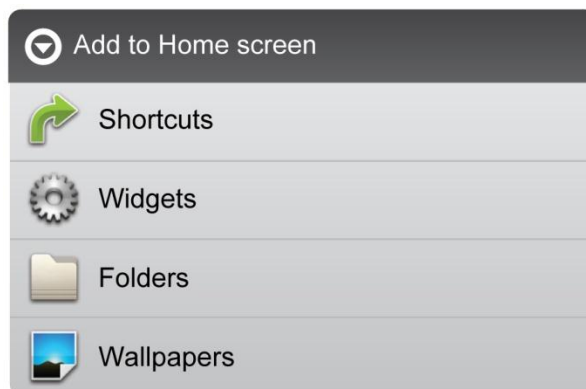 Add to Home screen
Shortcuts
Widgets
Folders
Wallpapers